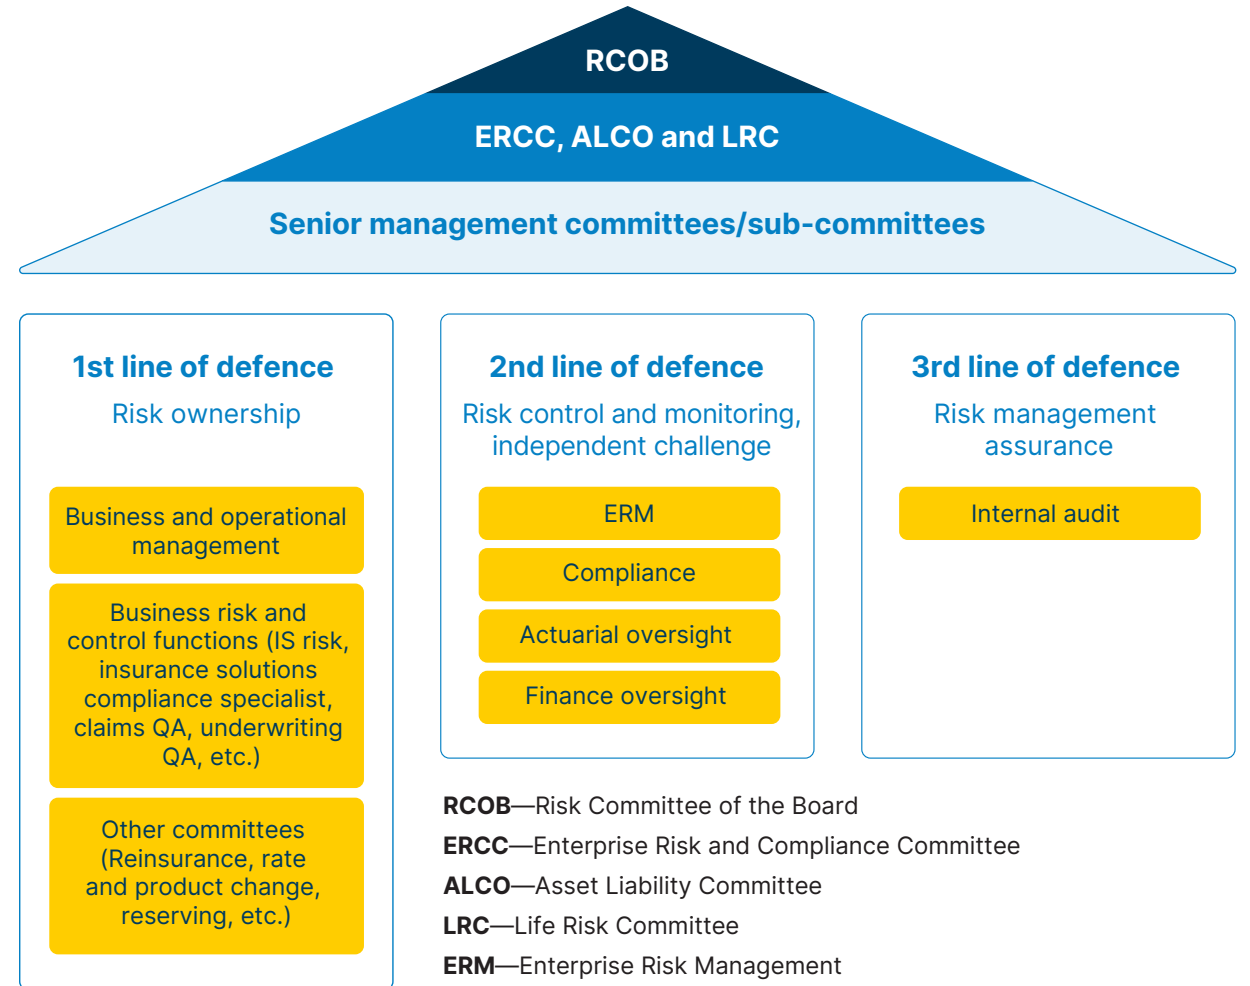 RCOB
ERCC, ALCO and LRC
Senior management committees/sub-committees
1st line of defence
Risk ownership
Business and operational
management
Business risk and
control functions (IS risk,
insurance solutions
compliance specialist,
claims QA, underwriting
QA, etc.)
Other committees
(Reinsurance, rate
and product change,
reserving, etc.)
2nd line of defence
Risk control and monitoring,
independent challenge
ERM
Compliance
Actuarial oversight
Finance oversight
3rd line of defence
Risk management
assurance
Internal audit
RCOB—Risk Committee of the Board
ERCC—Enterprise Risk and Compliance Committee
ALCO—Asset Liability Committee
LRC—Life Risk Committee
ERM—Enterprise Risk Management